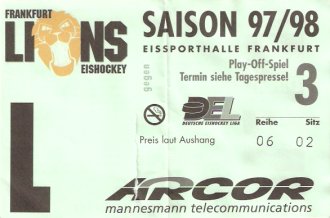 FRANKFURT
LIONS
EISHOCKEY
SAISON 97/98
EISSPORTHALLE FRANKFURT
gegen
Play-Off-Spiel
Termin siehe Tagespresse!
3
DEL
DEUTSCHE EISHOCKEY LIGA
Reihe Sitz
Preis laut Aushang
06 02
L
ARCOR
mannesmann telecommunications